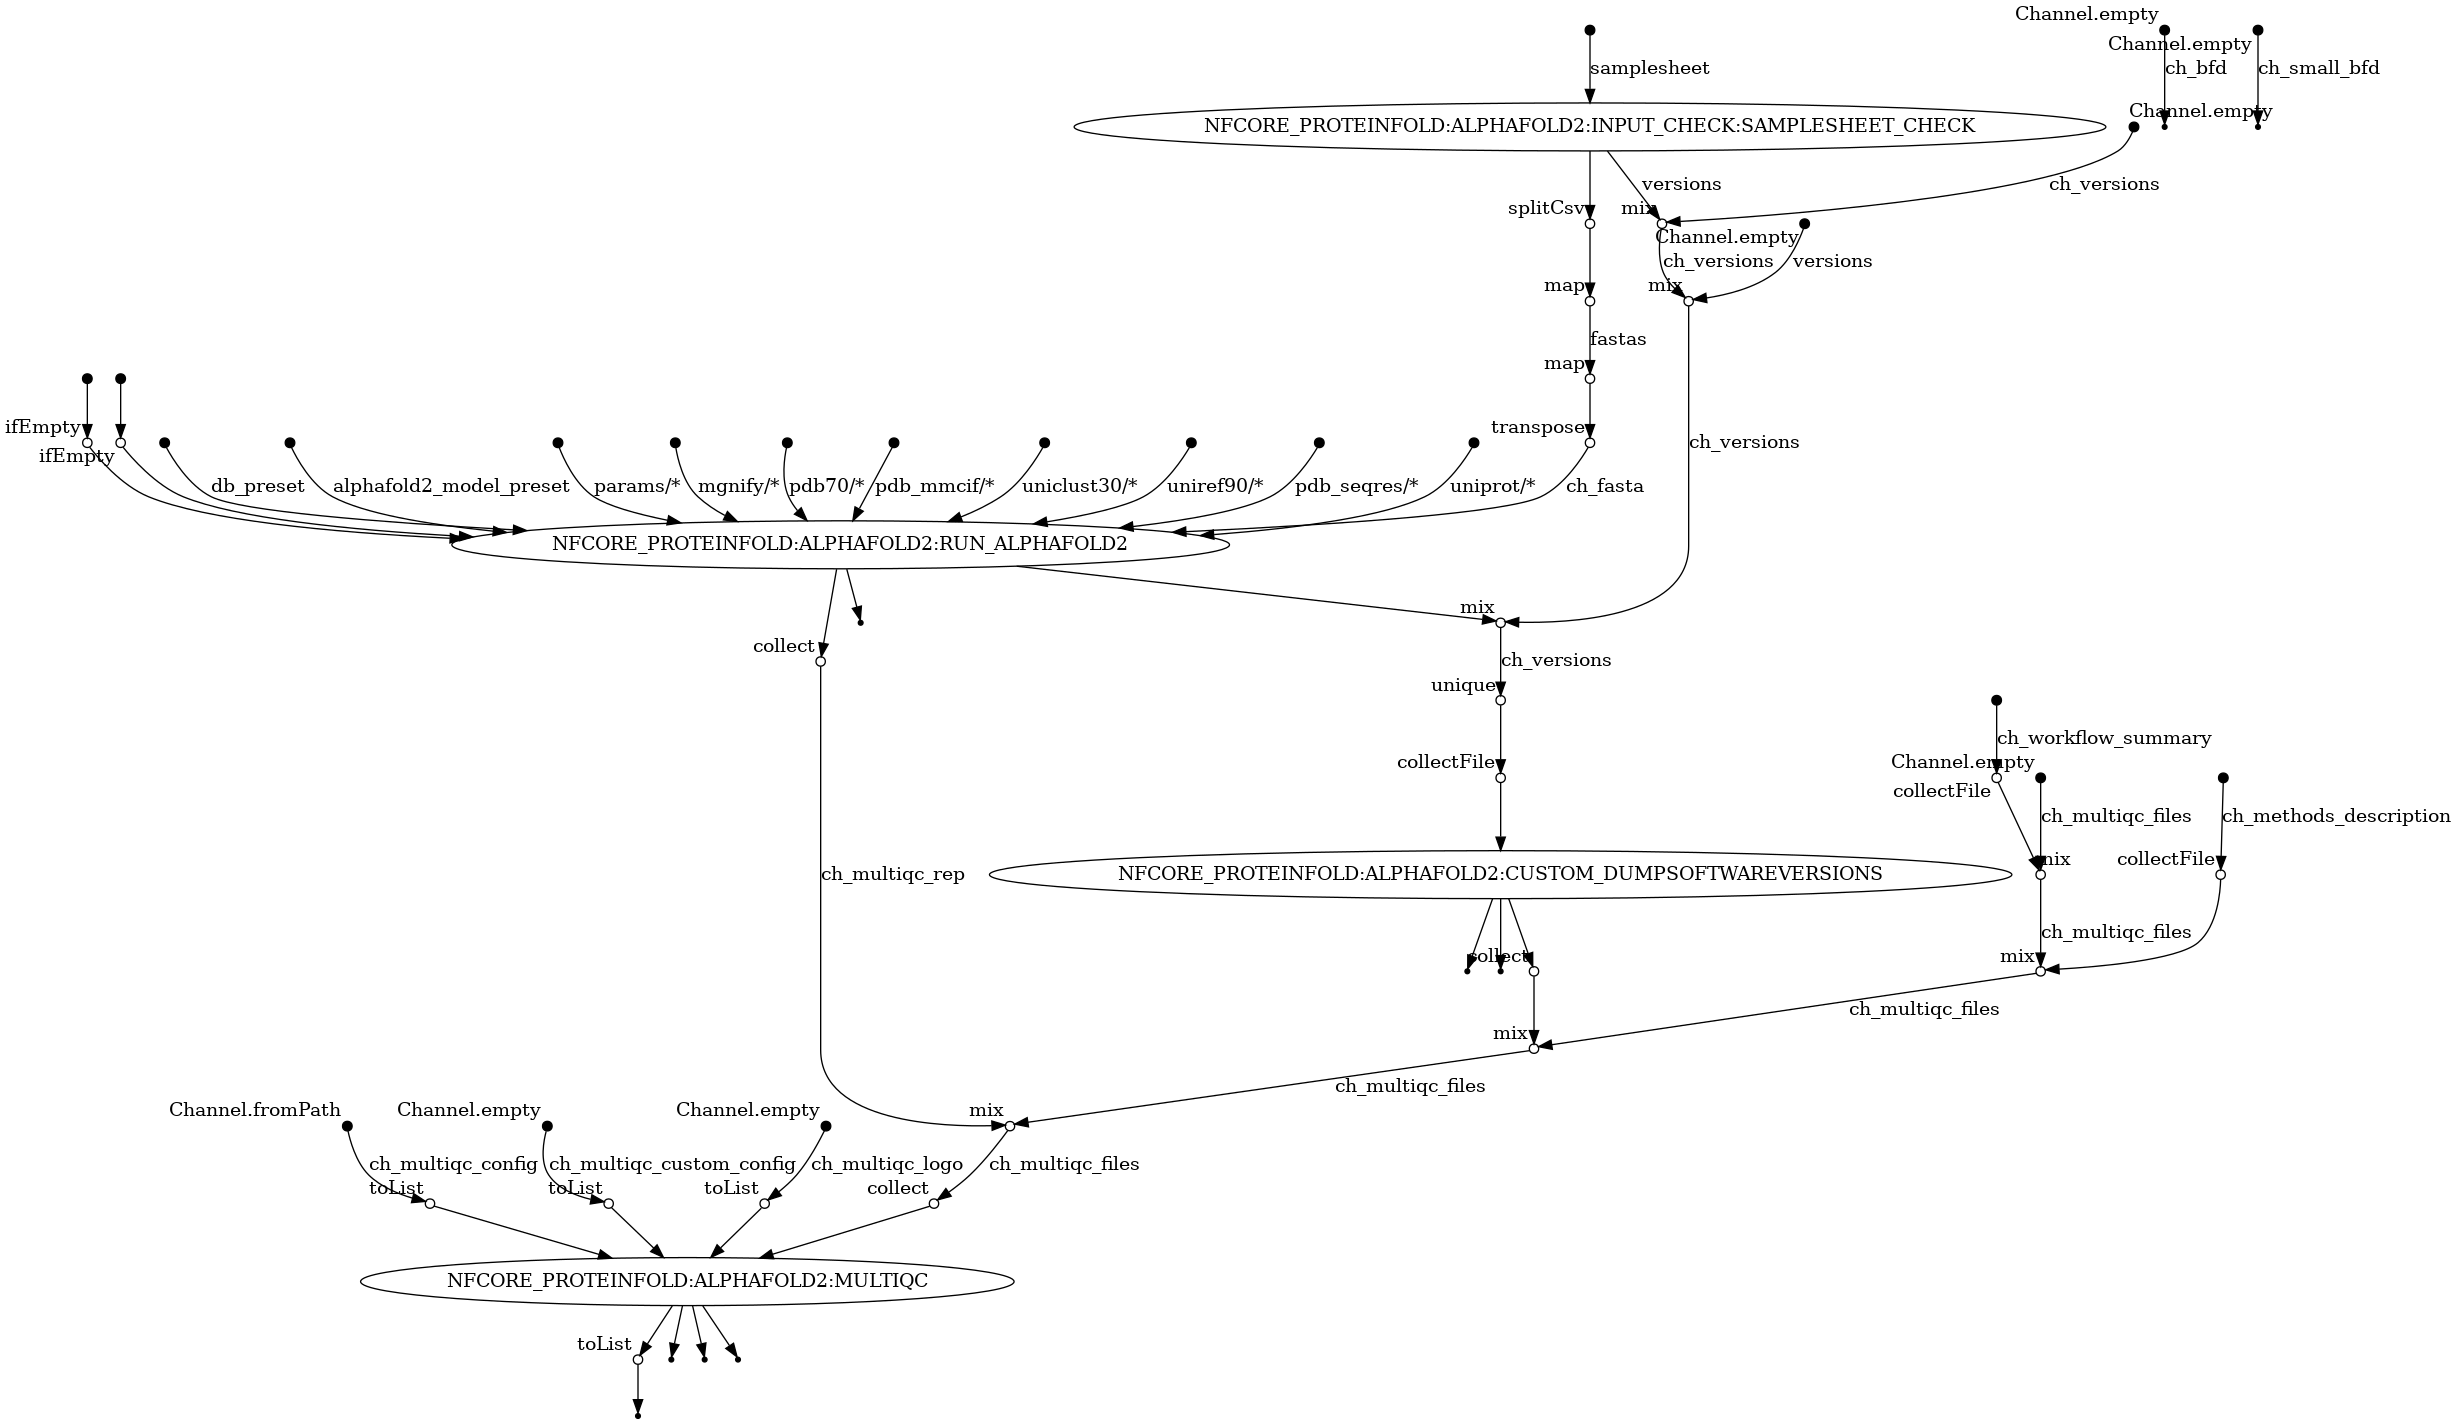 Channel.empty
Channel.empty
samplesheet
ch_bfd
ch_small_bfd
Channel.empty
NFCORE_PROTEINFOLD:ALPHAFOLD2:INPUT_CHECK:SAMPLESHEET_CHECK
versions
ch_versions
splitCsv
mix
Channel.empty
ch_versions
versions
map
mix
fastas
map
ifEmpty
transpose
ch_versions
ifEmpty
db_preset
alphafold2_model_preset
params/*
mgnify/*
pdb70/*
pdb_mmcif/*
uniclust30/*
uniref90/*
pdb_seqres/*
uniprot/*
ch_fasta
NFCORE_PROTEINFOLD:ALPHAFOLD2:RUN_ALPHAFOLD2
mix
collect
ch_versions
unique
ch_workflow_summary
collectFile
Channel.empty
collectFile
ch_multiqc_files
ch_methods_description
mix
collectFile
ch_multiqc_rep
NFCORE_PROTEINFOLD:ALPHAFOLD2:CUSTOM_DUMPSOFTWAREVERSIONS
ch_multiqc_files
collect
mix
ch_multiqc_files
mix
ch_multiqc_files
Channel.fromPath
Channel.empty
Channel.empty
mix
ch_multiqc_config
ch_multiqc_custom_config
ch_multiqc_logo
ch_multiqc_files
toList
toList
toList
collect
NFCORE_PROTEINFOLD:ALPHAFOLD2:MULTIQC
toList